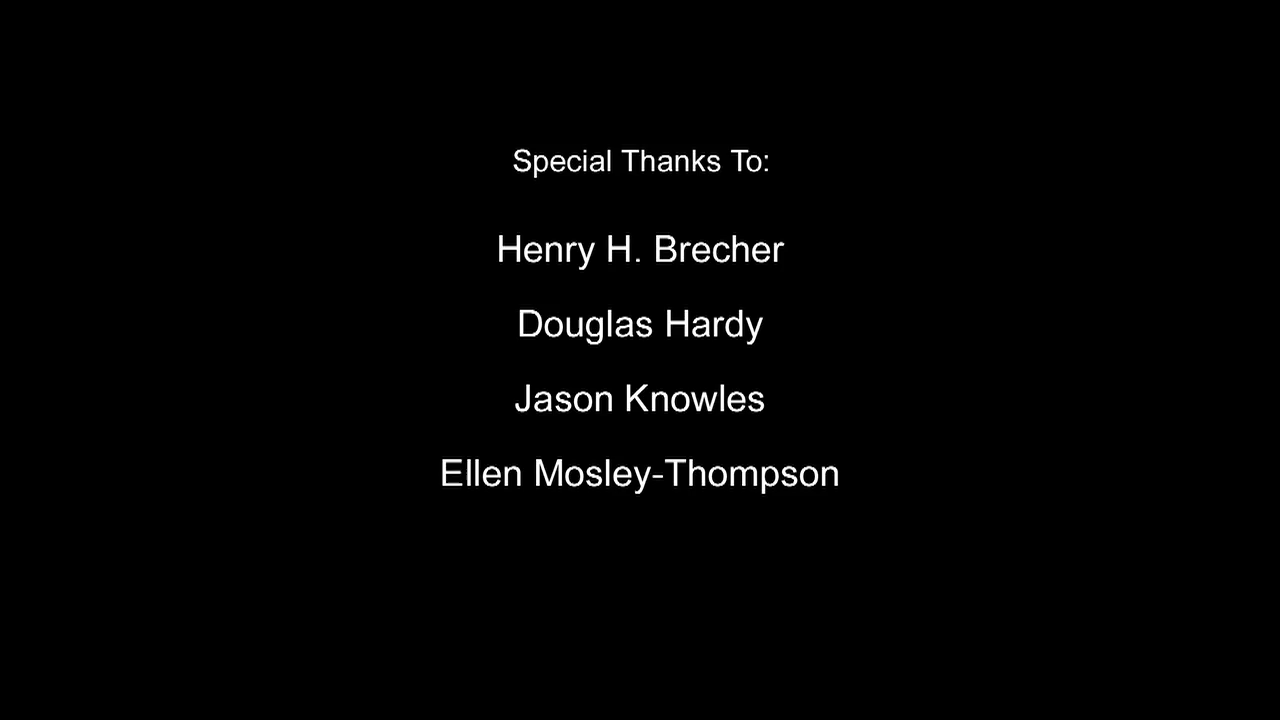 Special Thanks To:
Henry H. Brecher
Douglas Hardy
Jason Knowles
Ellen Mosley-Thompson